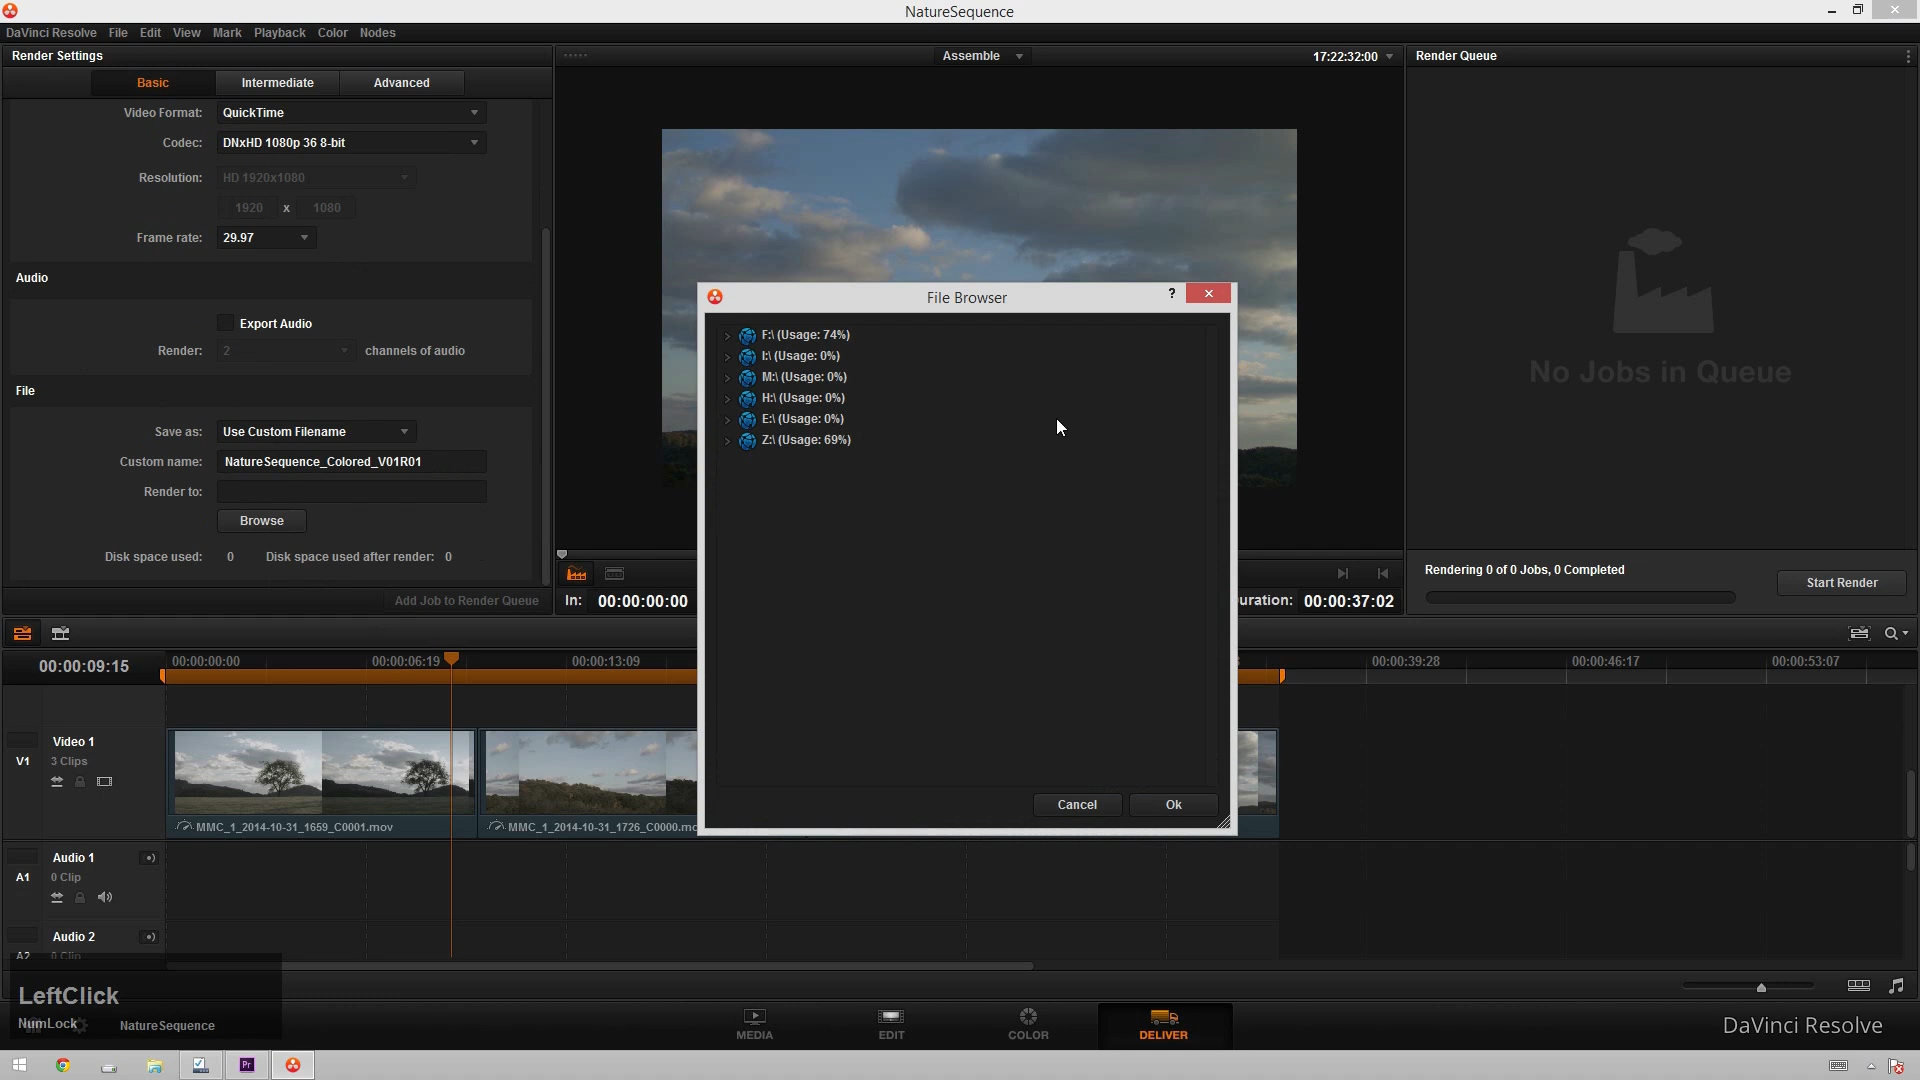 NatureSequence
DaVinci Resolve File Edit View Mark Playback Color Nodes
Render Settings
Basic Intermediate Advanced
Video Format: QuickTime
Codec: DNxHD 1080p 36 8-bit
Resolution: HD 1920x1080
1920 x 1080
Frame rate: 29.97
Audio
Export Audio
Render: 2 channels of audio
File
Save as: Use Custom Filename
Custom name: NatureSequence_Colored_V01R01
Render to:
Browse
Disk space used: 0 Disk space used after render: 0
Add Job to Render Queue
Assemble 17:22:32:00
In: 00:00:00:00
uration: 00:00:37:02
File Browser ?
F:\ (Usage: 74%)
I:\ (Usage: 0%)
M:\ (Usage: 0%)
H:\ (Usage: 0%)
E:\ (Usage: 0%)
Z:\ (Usage: 69%)
Cancel Ok
Render Queue
No Jobs in Queue
Rendering 0 of 0 Jobs, 0 Completed
Start Render
00:00:09:15 00:00:00:00 00:00:06:19 00:00:13:09 00:00:39:28 00:00:46:17 00:00:53:07
Video 1
V1 3 Clips
MMC_1_2014-10-31_1659_C0001.mov MMC_1_2014-10-31_1726_C0000.mo
Audio 1
A1 0 Clip
Audio 2
A2 0 Clip
LeftClick
NumLock NatureSequence
MEDIA EDIT COLOR DELIVER
DaVinci Resolve
Pr